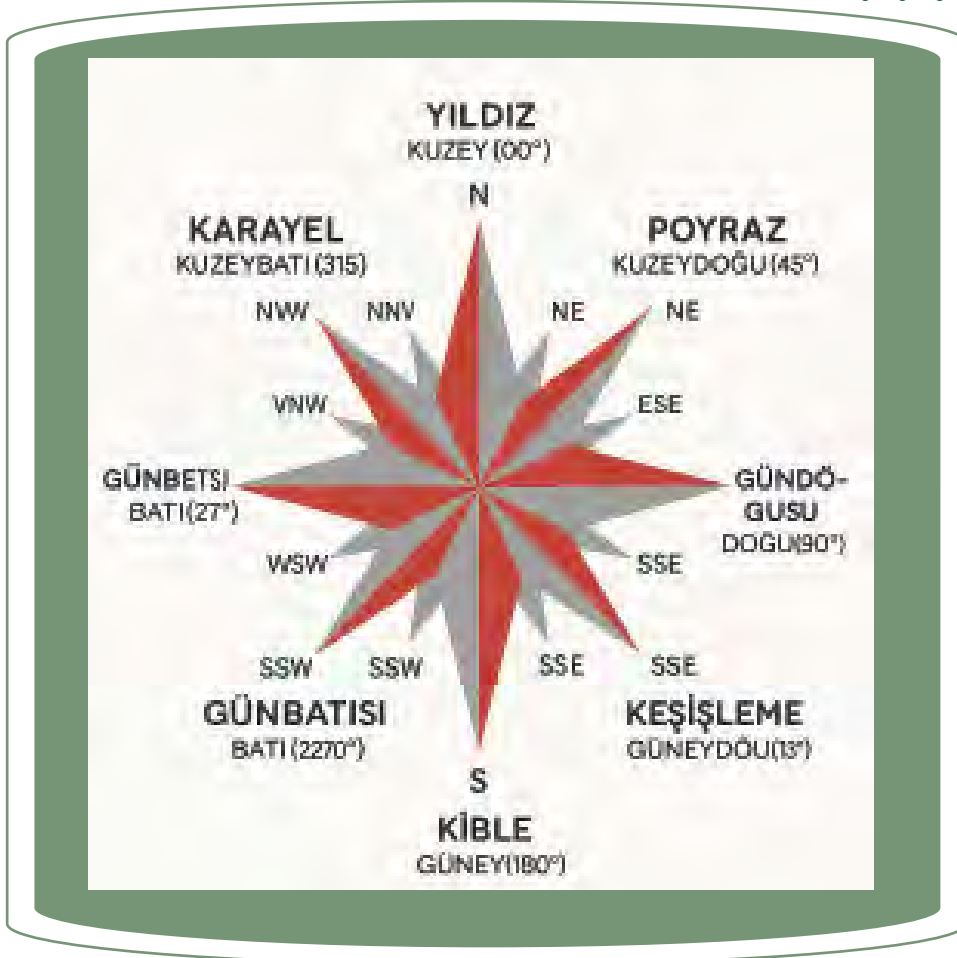 YILDIZ
KUZEY (00°)
N
KARAYEL
KUZEYBATI (315)
POYRAZ
KUZEYDOĞU (45°)
NVW
NNV
NE
NE
VNW
ESE
GÜNBETSI
BATI (27°)
GÜNDÖ-
GUSU
DOĞU(90°)
WSW
SSE
SSW
SSW
SSE
SSE
GÜNBATISI
BATI (2270°)
KEŞİŞLEME
GÜNEYDÖU(13°)
S
KİBLE
GÜNEY(180°)